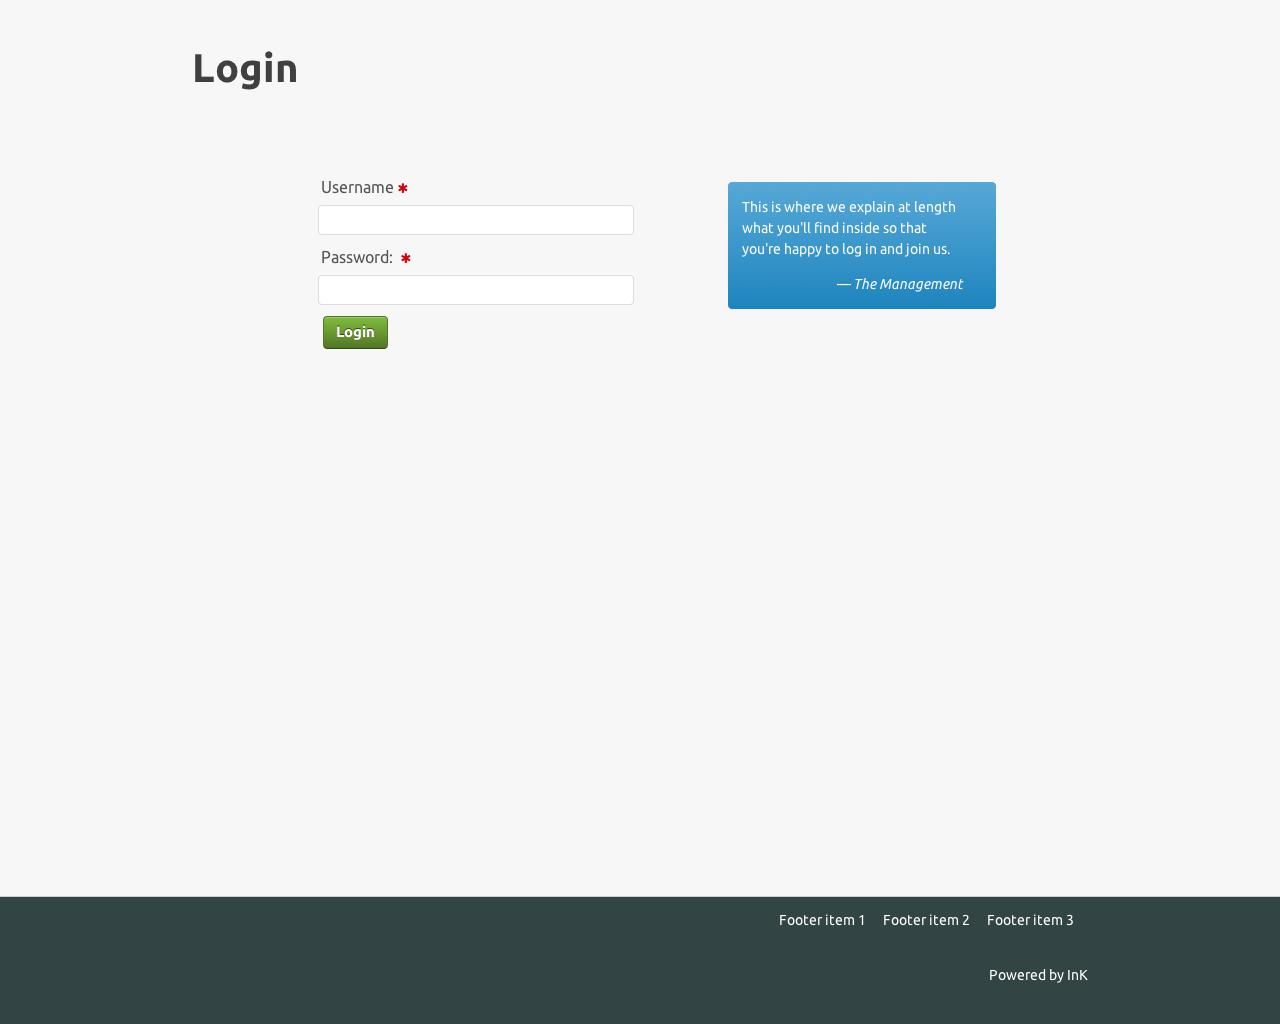 Login
Username ✱
Password: ✱
Login
This is where we explain at length
what you'll find inside so that
you're happy to log in and join us.
— The Management
Footer item 1 Footer item 2 Footer item 3
Powered by InK